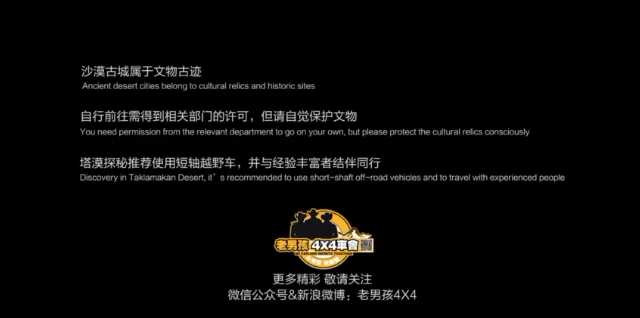 沙漠古城属于文物古迹
Ancient desert cities belong to cultural relics and historic sites
自行前往需得到相关部门的许可，但请自觉保护文物
You need permission from the relevant department to go on your own, but please protect the cultural relics consciously
塔漠探秘推荐使用短轴越野车，并与经验丰富者结伴同行
Discovery in Taklamakan Desert, it's recommended to use short-shaft off-road vehicles and to travel with experienced people
老男孩 4X4車會
更多精彩 敬请关注
微信公众号&新浪微博：老男孩4X4